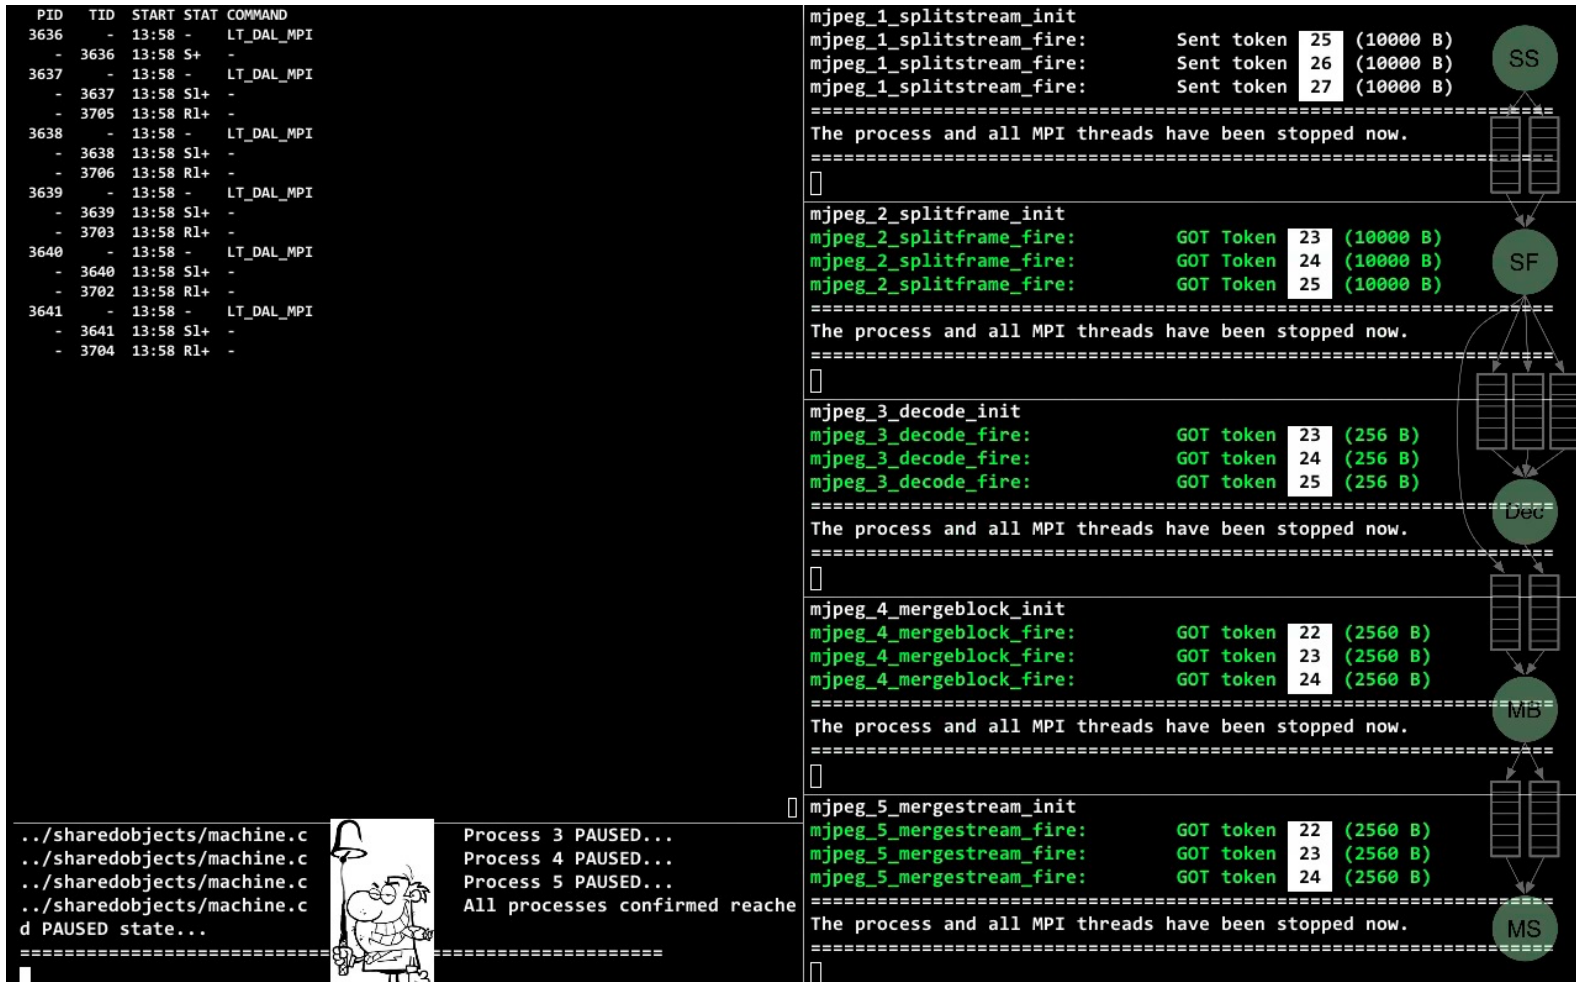 PID TID START STAT COMMAND
3636 - 13:58 - LT_DAL_MPI
- 3636 13:58 S+ -
3637 - 13:58 - LT_DAL_MPI
- 3637 13:58 Sl+ -
- 3705 13:58 Rl+ -
3638 - 13:58 - LT_DAL_MPI
- 3638 13:58 Sl+ -
- 3706 13:58 Rl+ -
3639 - 13:58 - LT_DAL_MPI
- 3639 13:58 Sl+ -
- 3703 13:58 Rl+ -
3640 - 13:58 - LT_DAL_MPI
- 3640 13:58 Sl+ -
- 3702 13:58 Rl+ -
3641 - 13:58 - LT_DAL_MPI
- 3641 13:58 Sl+ -
- 3704 13:58 Rl+ -
../sharedobjects/machine.c Process 3 PAUSED...
../sharedobjects/machine.c Process 4 PAUSED...
../sharedobjects/machine.c Process 5 PAUSED...
../sharedobjects/machine.c All processes confirmed reache
d PAUSED state...
===========================================================
mjpeg_1_splitstream_init
mjpeg_1_splitstream_fire: Sent token 25 (10000 B)
mjpeg_1_splitstream_fire: Sent token 26 (10000 B)
mjpeg_1_splitstream_fire: Sent token 27 (10000 B)
===================================================================
The process and all MPI threads have been stopped now.
===================================================================
mjpeg_2_splitframe_init
mjpeg_2_splitframe_fire: GOT Token 23 (10000 B)
mjpeg_2_splitframe_fire: GOT Token 24 (10000 B)
mjpeg_2_splitframe_fire: GOT Token 25 (10000 B)
===================================================================
The process and all MPI threads have been stopped now.
===================================================================
mjpeg_3_decode_init
mjpeg_3_decode_fire: GOT token 23 (256 B)
mjpeg_3_decode_fire: GOT token 24 (256 B)
mjpeg_3_decode_fire: GOT token 25 (256 B)
===================================================================
The process and all MPI threads have been stopped now.
===================================================================
mjpeg_4_mergeblock_init
mjpeg_4_mergeblock_fire: GOT token 22 (2560 B)
mjpeg_4_mergeblock_fire: GOT token 23 (2560 B)
mjpeg_4_mergeblock_fire: GOT token 24 (2560 B)
===================================================================
The process and all MPI threads have been stopped now.
===================================================================
mjpeg_5_mergestream_init
mjpeg_5_mergestream_fire: GOT token 22 (2560 B)
mjpeg_5_mergestream_fire: GOT token 23 (2560 B)
mjpeg_5_mergestream_fire: GOT token 24 (2560 B)
===================================================================
The process and all MPI threads have been stopped now.
===================================================================
SS
SF
Dec
MB
MS